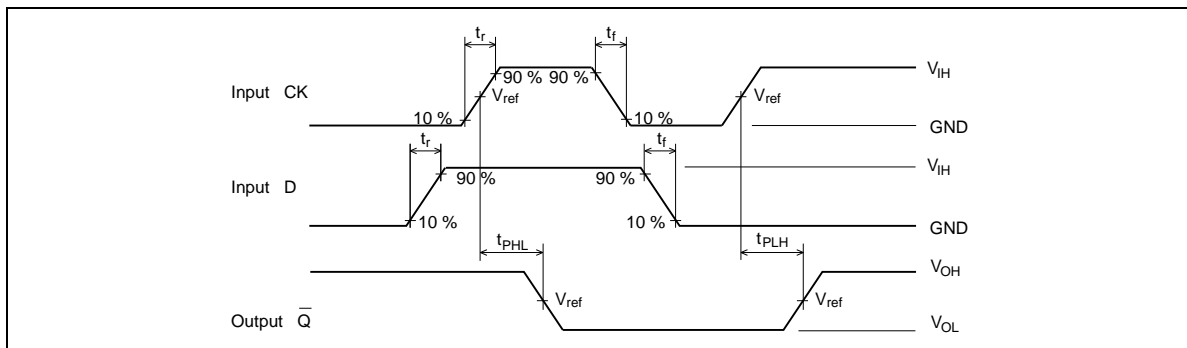 tr
tf
90 % 90 %
VIH
Input CK
Vref
Vref
10 %
10 %
GND
tr
tf
VIH
90 %
90 %
Input D
10 %
10 %
GND
tPHL
tPLH
VOH
Vref
Vref
Output Q̅
VOL